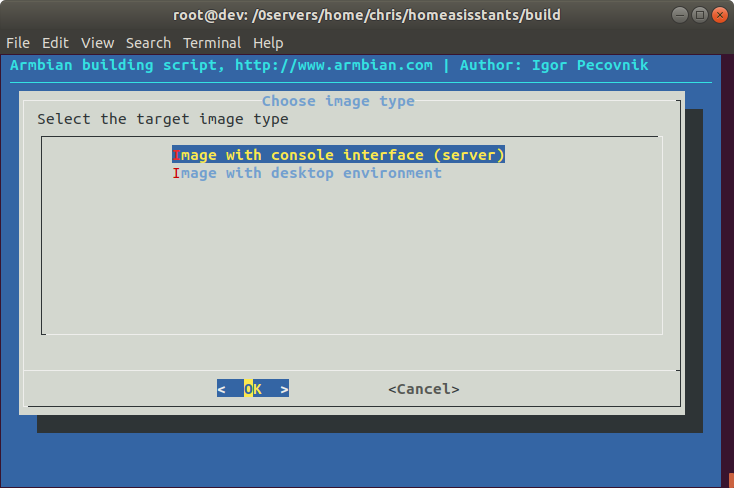 root@dev: /0servers/home/chris/homeasisstants/build
File Edit View Search Terminal Help
Armbian building script, http://www.armbian.com | Author: Igor Pecovnik
Choose image type
Select the target image type
Image with console interface (server)
Image with desktop environment
< OK > <Cancel>